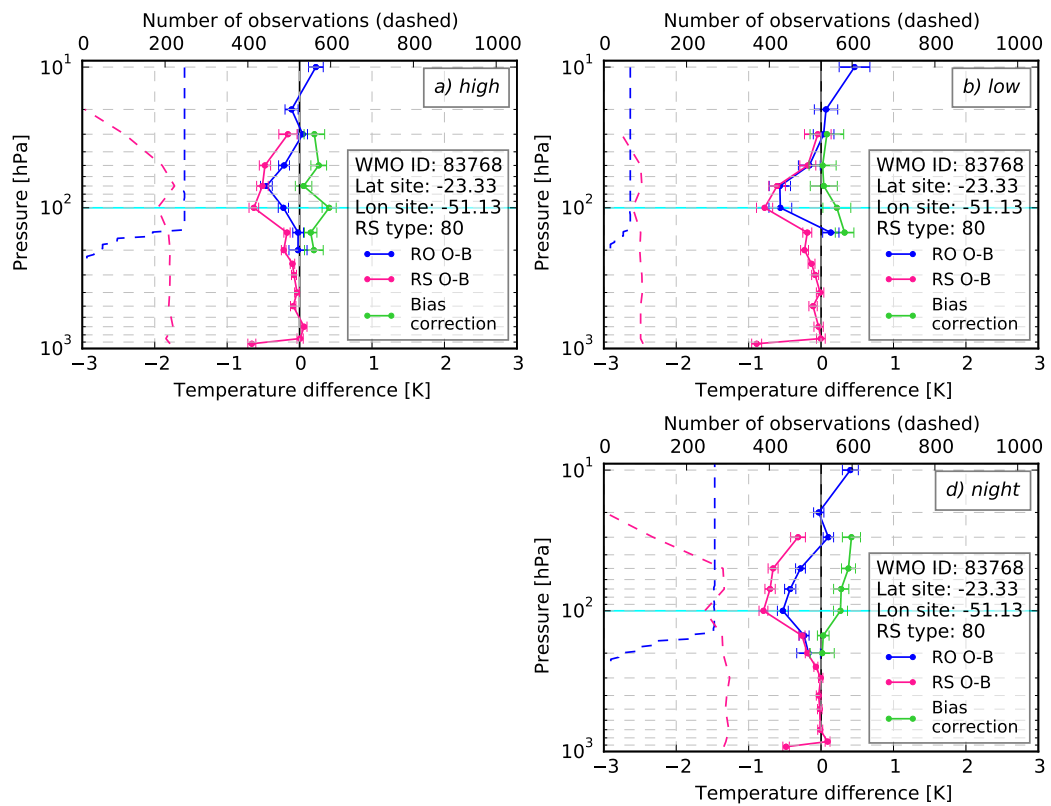 Number of observations (dashed)
0 200 400 600 800 1000
a) high
Pressure [hPa]
10^1
10^2
10^3
WMO ID: 83768
Lat site: -23.33
Lon site: -51.13
RS type: 80
RO O-B
RS O-B
Bias
correction
−3 −2 −1 0 1 2 3
Temperature difference [K]
Number of observations (dashed)
0 200 400 600 800 1000
b) low
Pressure [hPa]
10^1
10^2
10^3
WMO ID: 83768
Lat site: -23.33
Lon site: -51.13
RS type: 80
RO O-B
RS O-B
Bias
correction
−3 −2 −1 0 1 2 3
Temperature difference [K]
Number of observations (dashed)
0 200 400 600 800 1000
d) night
Pressure [hPa]
10^1
10^2
10^3
WMO ID: 83768
Lat site: -23.33
Lon site: -51.13
RS type: 80
RO O-B
RS O-B
Bias
correction
−3 −2 −1 0 1 2 3
Temperature difference [K]